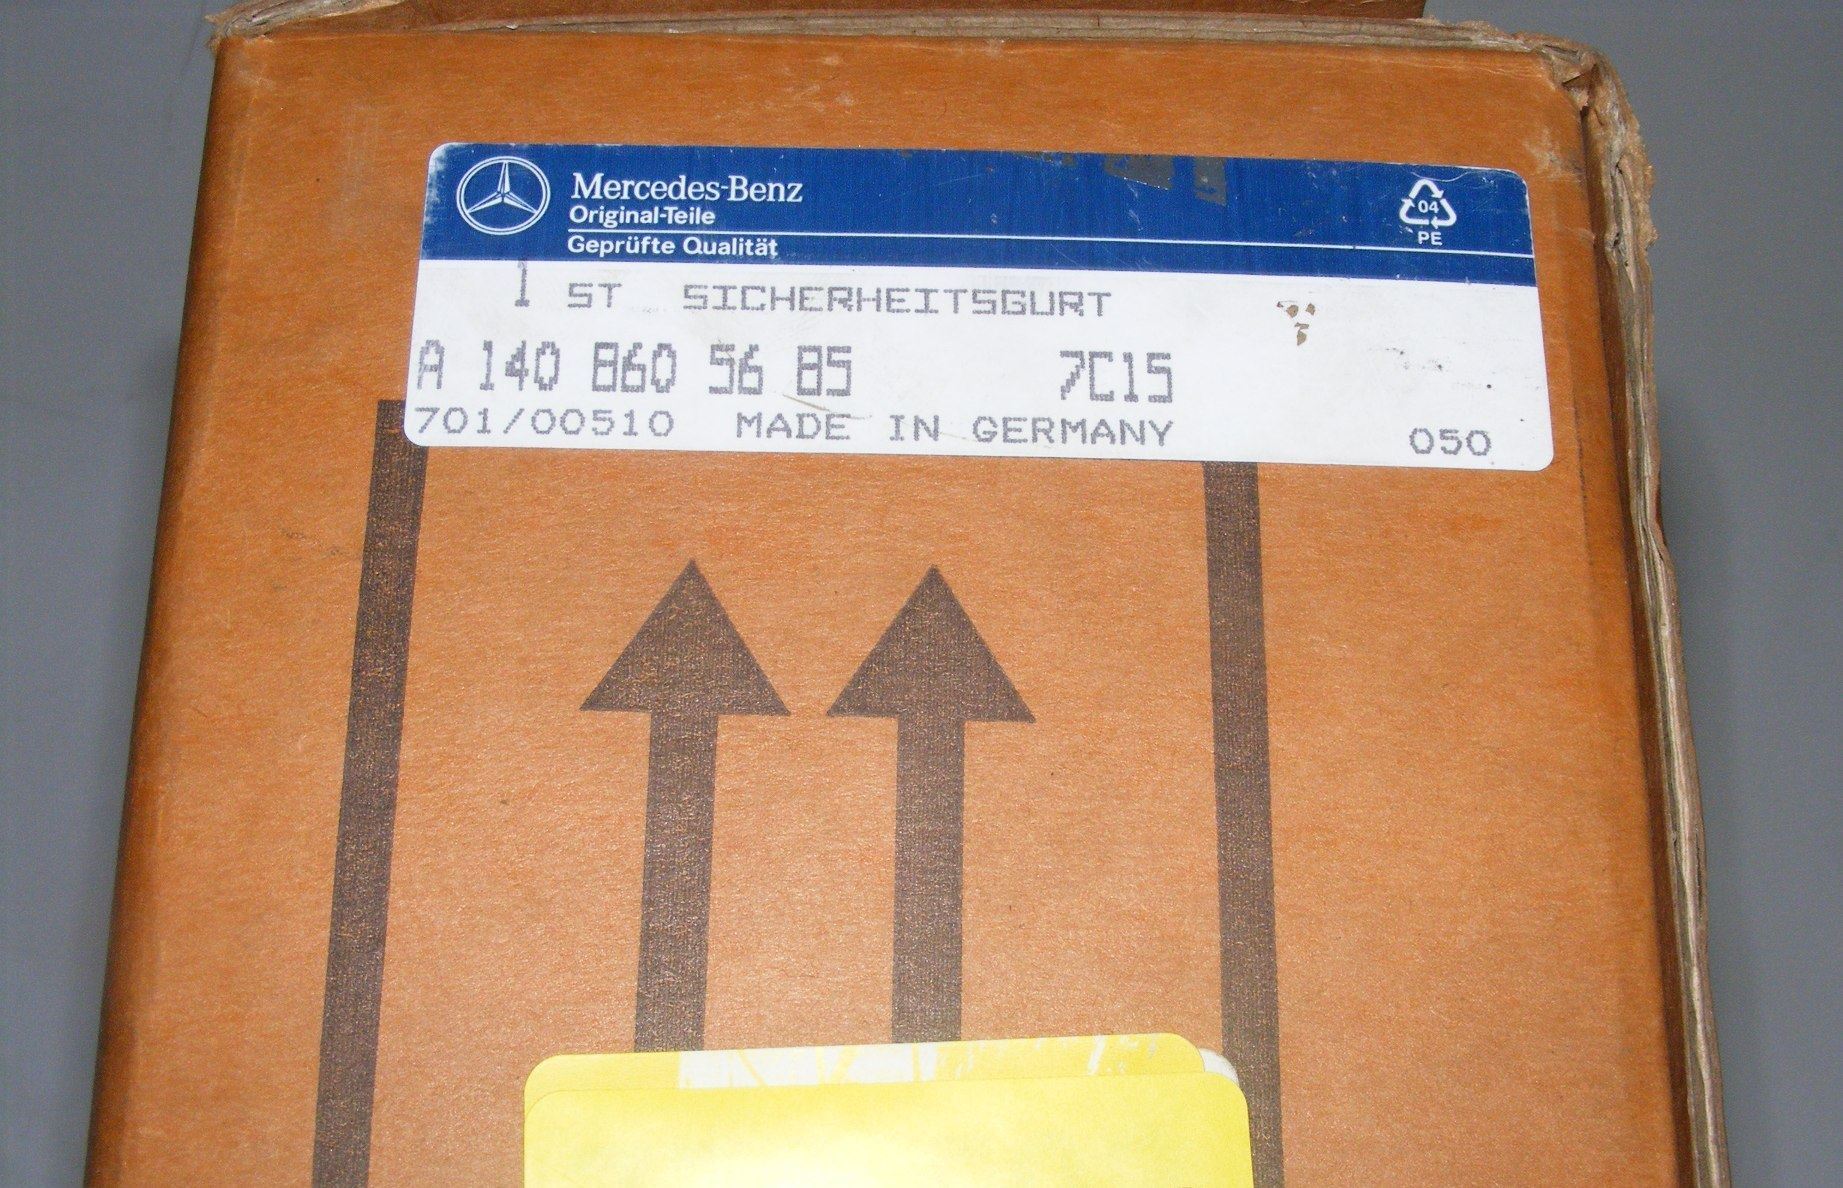 Mercedes-Benz
Original-Teile
Geprüfte Qualität
04
PE
1 ST SICHERHEITSGURT
A 140 860 56 85 7C15
701/00510 MADE IN GERMANY 050